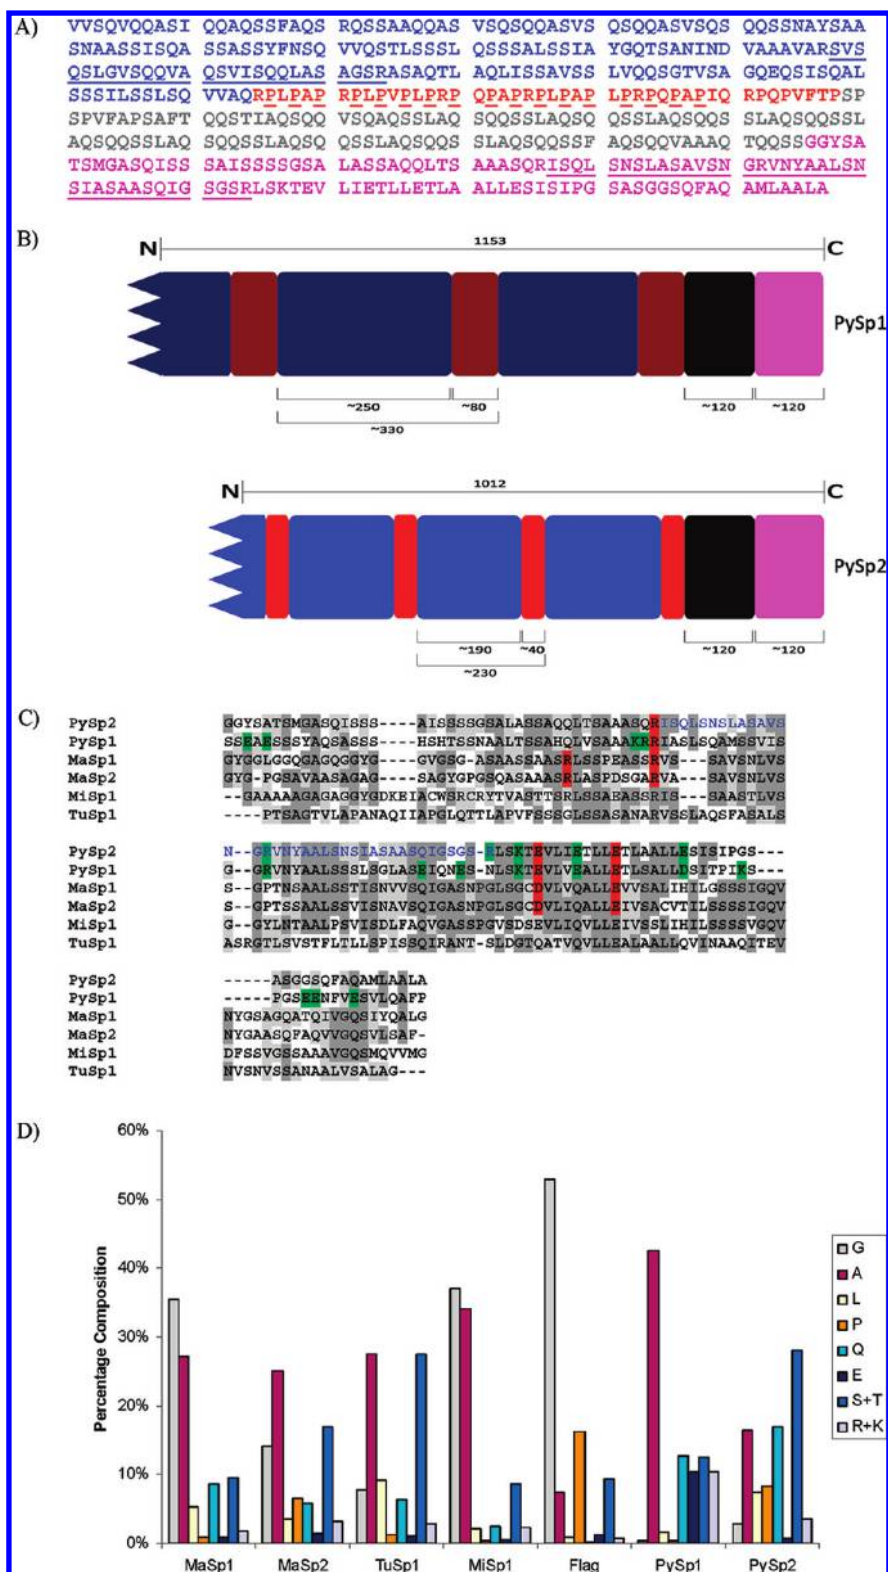 A)
VVSQVQQASI QQAQSSFAQS RQSSAAQQAS VSQSQQASVS QSQQASVSQS QQSSNAYSAA
SNAASSISQA SSASSYFNSQ VVQSTLSSSL QSSSALSSIA YGQTSANIND VAAAVARSVS
QSLGVSQQVA QSVISQQLAS AGSRASAQTL AQLISSAVSS LVQQSGTVSA GQEQSISQAL
SSSILSSLSQ VVAQRPLPAP RPLPVPLPRP QPAPRPLPAP LPRPQPAPIQ RPQPVFTPSP
SPVFAPSAFT QQSTIAQSQQ VSQAQSSLAQ SQQSSLAQSQ QSSLAQSQQS SLAQSQQSSL
AQSQQSSLAQ SQQSSLAQSQ QSSLAQSQQS SLAQSQQSSF AQSQQVAAAQ TQQSSGGYSA
TSMGASQISS SAISSSSGSA LASSAQQLTS AAASQRISQL SNSLASAVSN GRVNYAALSN
SIASAASQIG SGSRLSKTEV LIETLLETLA ALLESISIPG SASGGSQFAQ AMLAALA
B)
N 1153 C
PySp1
~250 ~80 ~120 ~120
~330
N 1012 C
PySp2
~190 ~40 ~120 ~120
~230
C)
PySp2 GGYSATSMGASQISSS----AISSSSGSALASSAQQLTSAAASQRISQLSNSLASAVS
PySp1 SSEAESSSYAQSASSS----HSHTSSNAALTSSAHQLVSAAAKRRIASLSQAMSSVIS
MaSp1 GYGGLGGQGAGQGGYG----GVGSG-ASAASSAASRLSSPEASSRVS---SAVSNLVS
MaSp2 GYG-PGSAVAASAGAG----SAGYGPGSQASAAASRLASPDSGARVA---SAVSNLVS
MiSp1 -GAAAAAGAGAGGYGDKEIACWSRCRYTVASTTSRLSSAEASSRIS---SAASTLVS
TuSp1 ----PTSAGTVLAPANAQIIAPGLQTTLAPVFSSSGLSSASANARVSSLAQSFASALS
PySp2 N--GRVNYAALSNSIASAASQIGSGS-RLSKTEVLIETLLETLAALLESISIPGS---
PySp1 G--GRVNSAALSSSLSGLASEIQNES-NLSKTEVLVEALLETLSALLDSITPIKS---
MaSp1 S--GPTNSAALSSTISNVVSQIGASNPGLSGCDVLVQALLEVVSALIHILGSSSIGQV
MaSp2 S--GPTSSAALSSVISNAVSQIGASNPGLSGCDVLIQALLEIVSACVTILSSSSIGQV
MiSp1 G--GYLNTAALPSVISDLFAQVGASSPGVSDSEVLIQVLLEIVSSLIHILSSSSVGQV
TuSp1 ASRGTLSVSTFLTLLSPISSQIRANT-SLDGTQATVQVLLEALAALLQVINAAQITEV
PySp2 -----ASGGSQFAQAMLAALA
PySp1 -----PGSEENFVESVLQAFP
MaSp1 NYGSAGQATQIVGQSIYQALG
MaSp2 NYGAASQFAQVVGQSVLSAF-
MiSp1 DFSSVGSSAAAVGQSMQVVMG
TuSp1 NVSNVSSANAALVSALAG---
D)
Percentage Composition
60%
50%
40%
30%
20%
10%
0%
G
A
L
P
Q
E
S+T
R+K
MaSp1 MaSp2 TuSp1 MiSp1 Flag PySp1 PySp2